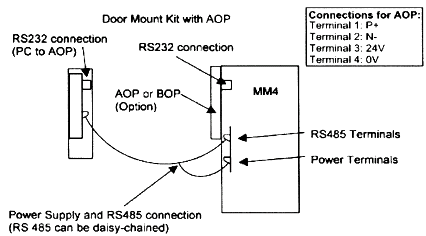 Door Mount Kit with AOP
Connections for AOP:
Terminal 1: P+
Terminal 2: N-
Terminal 3: 24V
Terminal 4: 0V
RS232 connection
(PC to AOP)
RS232 connection
AOP or BOP
(Option)
MM4
RS485 Terminals
Power Terminals
Power Supply and RS485 connection
(RS 485 can be daisy-chained)